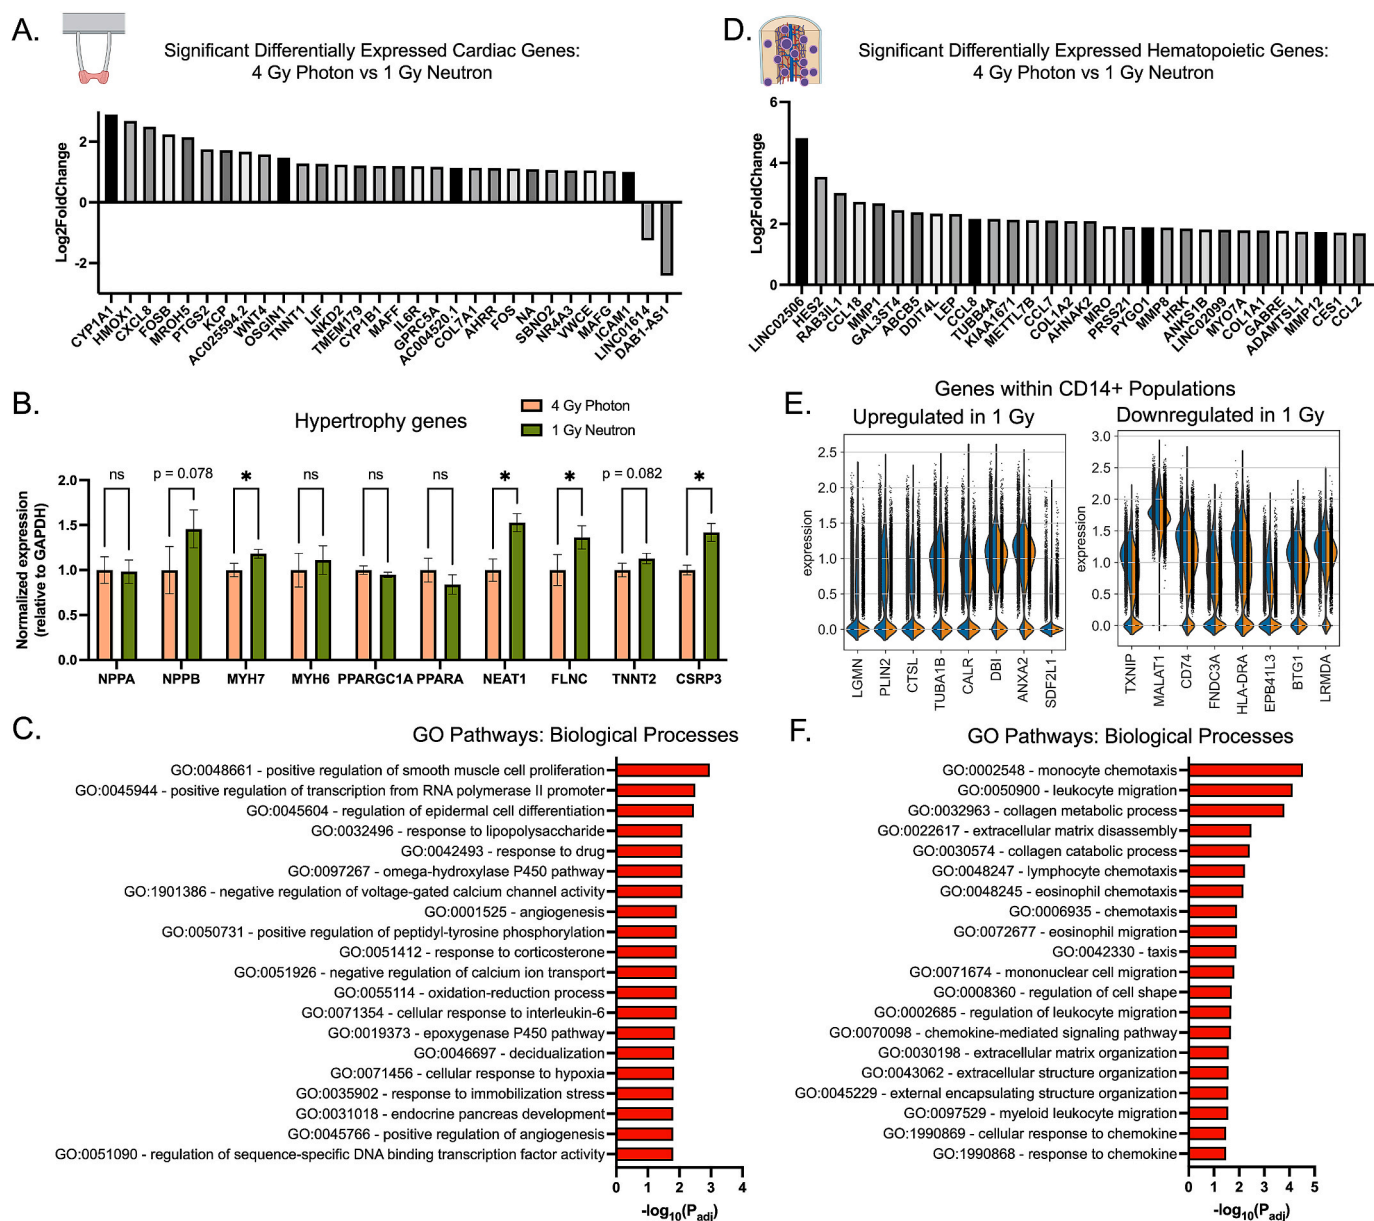 A.
Significant Differentially Expressed Cardiac Genes:
4 Gy Photon vs 1 Gy Neutron
Log2FoldChange
2
0
-2
CYP1A1
HMOX1
CXCL8
FOSB
MROH5
PTGS2
KCP
AC025594.2
WNT4
OSGIN1
TNNT1
LIF
NKD2
TMEM179
CYP1B1
MAFF
IL6R
GPRC5A
AC004520.1
COL7A1
AHRR
FOS
NA
SBNO2
NR4A3
VWCE
MAFG
ICAM1
LINC01614
DAB1-AS1
B.
Hypertrophy genes
4 Gy Photon
1 Gy Neutron
Normalized expression
(relative to GAPDH)
2.0
1.5
1.0
0.5
0.0
ns
p = 0.078
*
ns
ns
ns
*
*
p = 0.082
*
NPPA
NPPB
MYH7
MYH6
PPARGC1A
PPARA
NEAT1
FLNC
TNNT2
CSRP3
C.
GO Pathways: Biological Processes
GO:0048661 - positive regulation of smooth muscle cell proliferation
GO:0045944 - positive regulation of transcription from RNA polymerase II promoter
GO:0045604 - regulation of epidermal cell differentiation
GO:0032496 - response to lipopolysaccharide
GO:0042493 - response to drug
GO:0097267 - omega-hydroxylase P450 pathway
GO:1901386 - negative regulation of voltage-gated calcium channel activity
GO:0001525 - angiogenesis
GO:0050731 - positive regulation of peptidyl-tyrosine phosphorylation
GO:0051412 - response to corticosterone
GO:0051926 - negative regulation of calcium ion transport
GO:0055114 - oxidation-reduction process
GO:0071354 - cellular response to interleukin-6
GO:0019373 - epoxygenase P450 pathway
GO:0046697 - decidualization
GO:0071456 - cellular response to hypoxia
GO:0035902 - response to immobilization stress
GO:0031018 - endocrine pancreas development
GO:0045766 - positive regulation of angiogenesis
GO:0051090 - regulation of sequence-specific DNA binding transcription factor activity
0 1 2 3 4
-log10(Padj)
D.
Significant Differentially Expressed Hematopoietic Genes:
4 Gy Photon vs 1 Gy Neutron
Log2FoldChange
6
4
2
0
LINC02506
HES2
RAB3IL1
CCL18
MMP1
GAL3ST4
ABCB5
DDIT4L
LEP
CCL8
TUBB4A
KIAA1671
METTL7B
CCL7
COL1A2
AHNAK2
MRO
PRSS21
PYGO1
MMP8
HRK
ANKS1B
LINC02099
MYO7A
COL1A1
GABRE
ADAMTSL1
MMP12
CES1
CCL2
E.
Genes within CD14+ Populations
Upregulated in 1 Gy
expression
2.5
2.0
1.5
1.0
0.5
0.0
LGMN
PLIN2
CTSL
TUBA1B
CALR
DBI
ANXA2
SDF2L1
Downregulated in 1 Gy
expression
3.0
2.5
2.0
1.5
1.0
0.5
0.0
TXNIP
MALAT1
CD74
FNDC3A
HLA-DRA
EPB41L3
BTG1
LRMDA
F.
GO Pathways: Biological Processes
GO:0002548 - monocyte chemotaxis
GO:0050900 - leukocyte migration
GO:0032963 - collagen metabolic process
GO:0022617 - extracellular matrix disassembly
GO:0030574 - collagen catabolic process
GO:0048247 - lymphocyte chemotaxis
GO:0048245 - eosinophil chemotaxis
GO:0006935 - chemotaxis
GO:0072677 - eosinophil migration
GO:0042330 - taxis
GO:0071674 - mononuclear cell migration
GO:0008360 - regulation of cell shape
GO:0002685 - regulation of leukocyte migration
GO:0070098 - chemokine-mediated signaling pathway
GO:0030198 - extracellular matrix organization
GO:0043062 - extracellular structure organization
GO:0045229 - external encapsulating structure organization
GO:0097529 - myeloid leukocyte migration
GO:1990869 - cellular response to chemokine
GO:1990868 - response to chemokine
0 1 2 3 4 5
-log10(Padj)